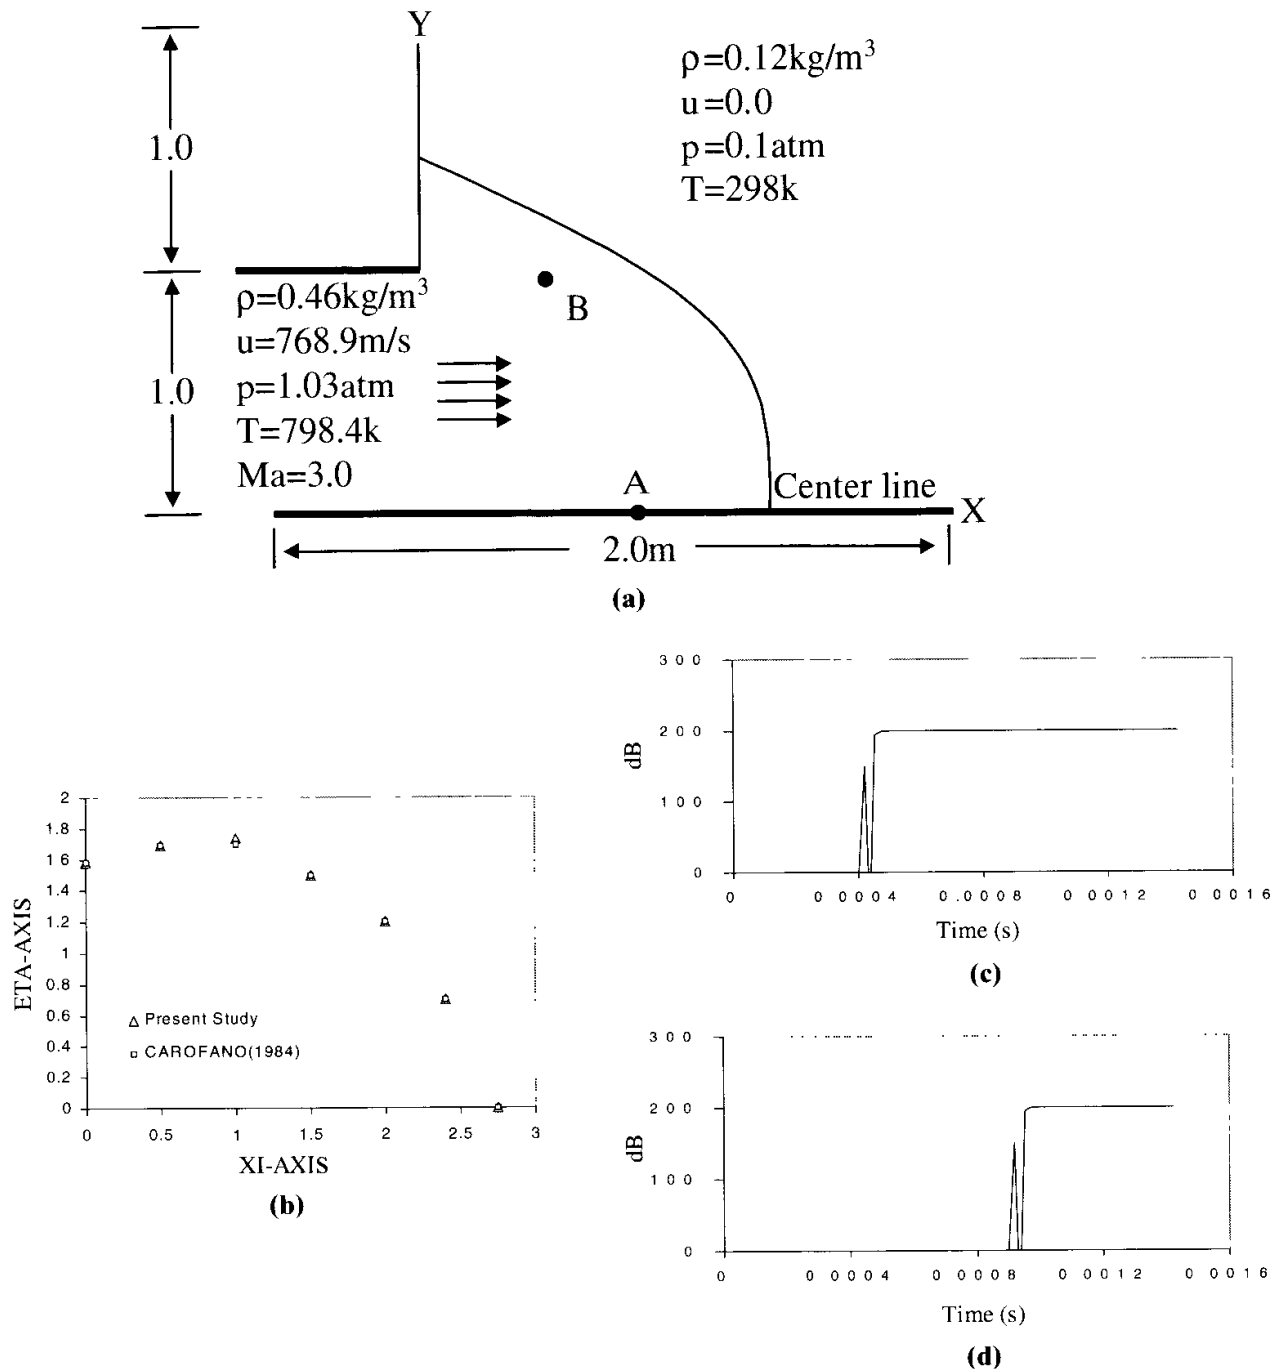 Y
ρ=0.12kg/m³
u=0.0
p=0.1atm
T=298k
1.0
B
ρ=0.46kg/m³
u=768.9m/s
p=1.03atm
T=798.4k
Ma=3.0
1.0
A
Center line
X
2.0m
(a)
300
200
100
0
dB
0
0 0004
0.0008
0 0012
0 0016
Time (s)
(c)
2
1.8
1.6
1.4
1.2
1
0.8
0.6
0.4
0.2
0
ETA-AXIS
Present Study
CAROFANO(1984)
0
0.5
1
1.5
2
2.5
3
XI-AXIS
(b)
300
200
100
0
dB
0
0 0004
0 0008
0 0012
0 0016
Time (s)
(d)